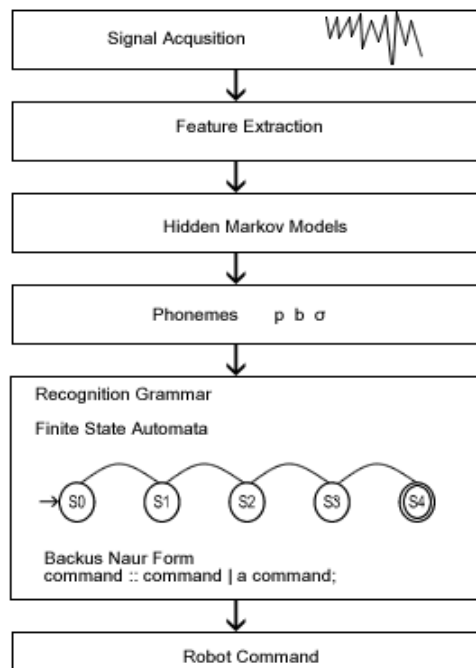 Signal Acqusition
Feature Extraction
Hidden Markov Models
Phonemes p b σ
Recognition Grammar
Finite State Automata
S0 S1 S2 S3 S4
Backus Naur Form
command :: command | a command;
Robot Command